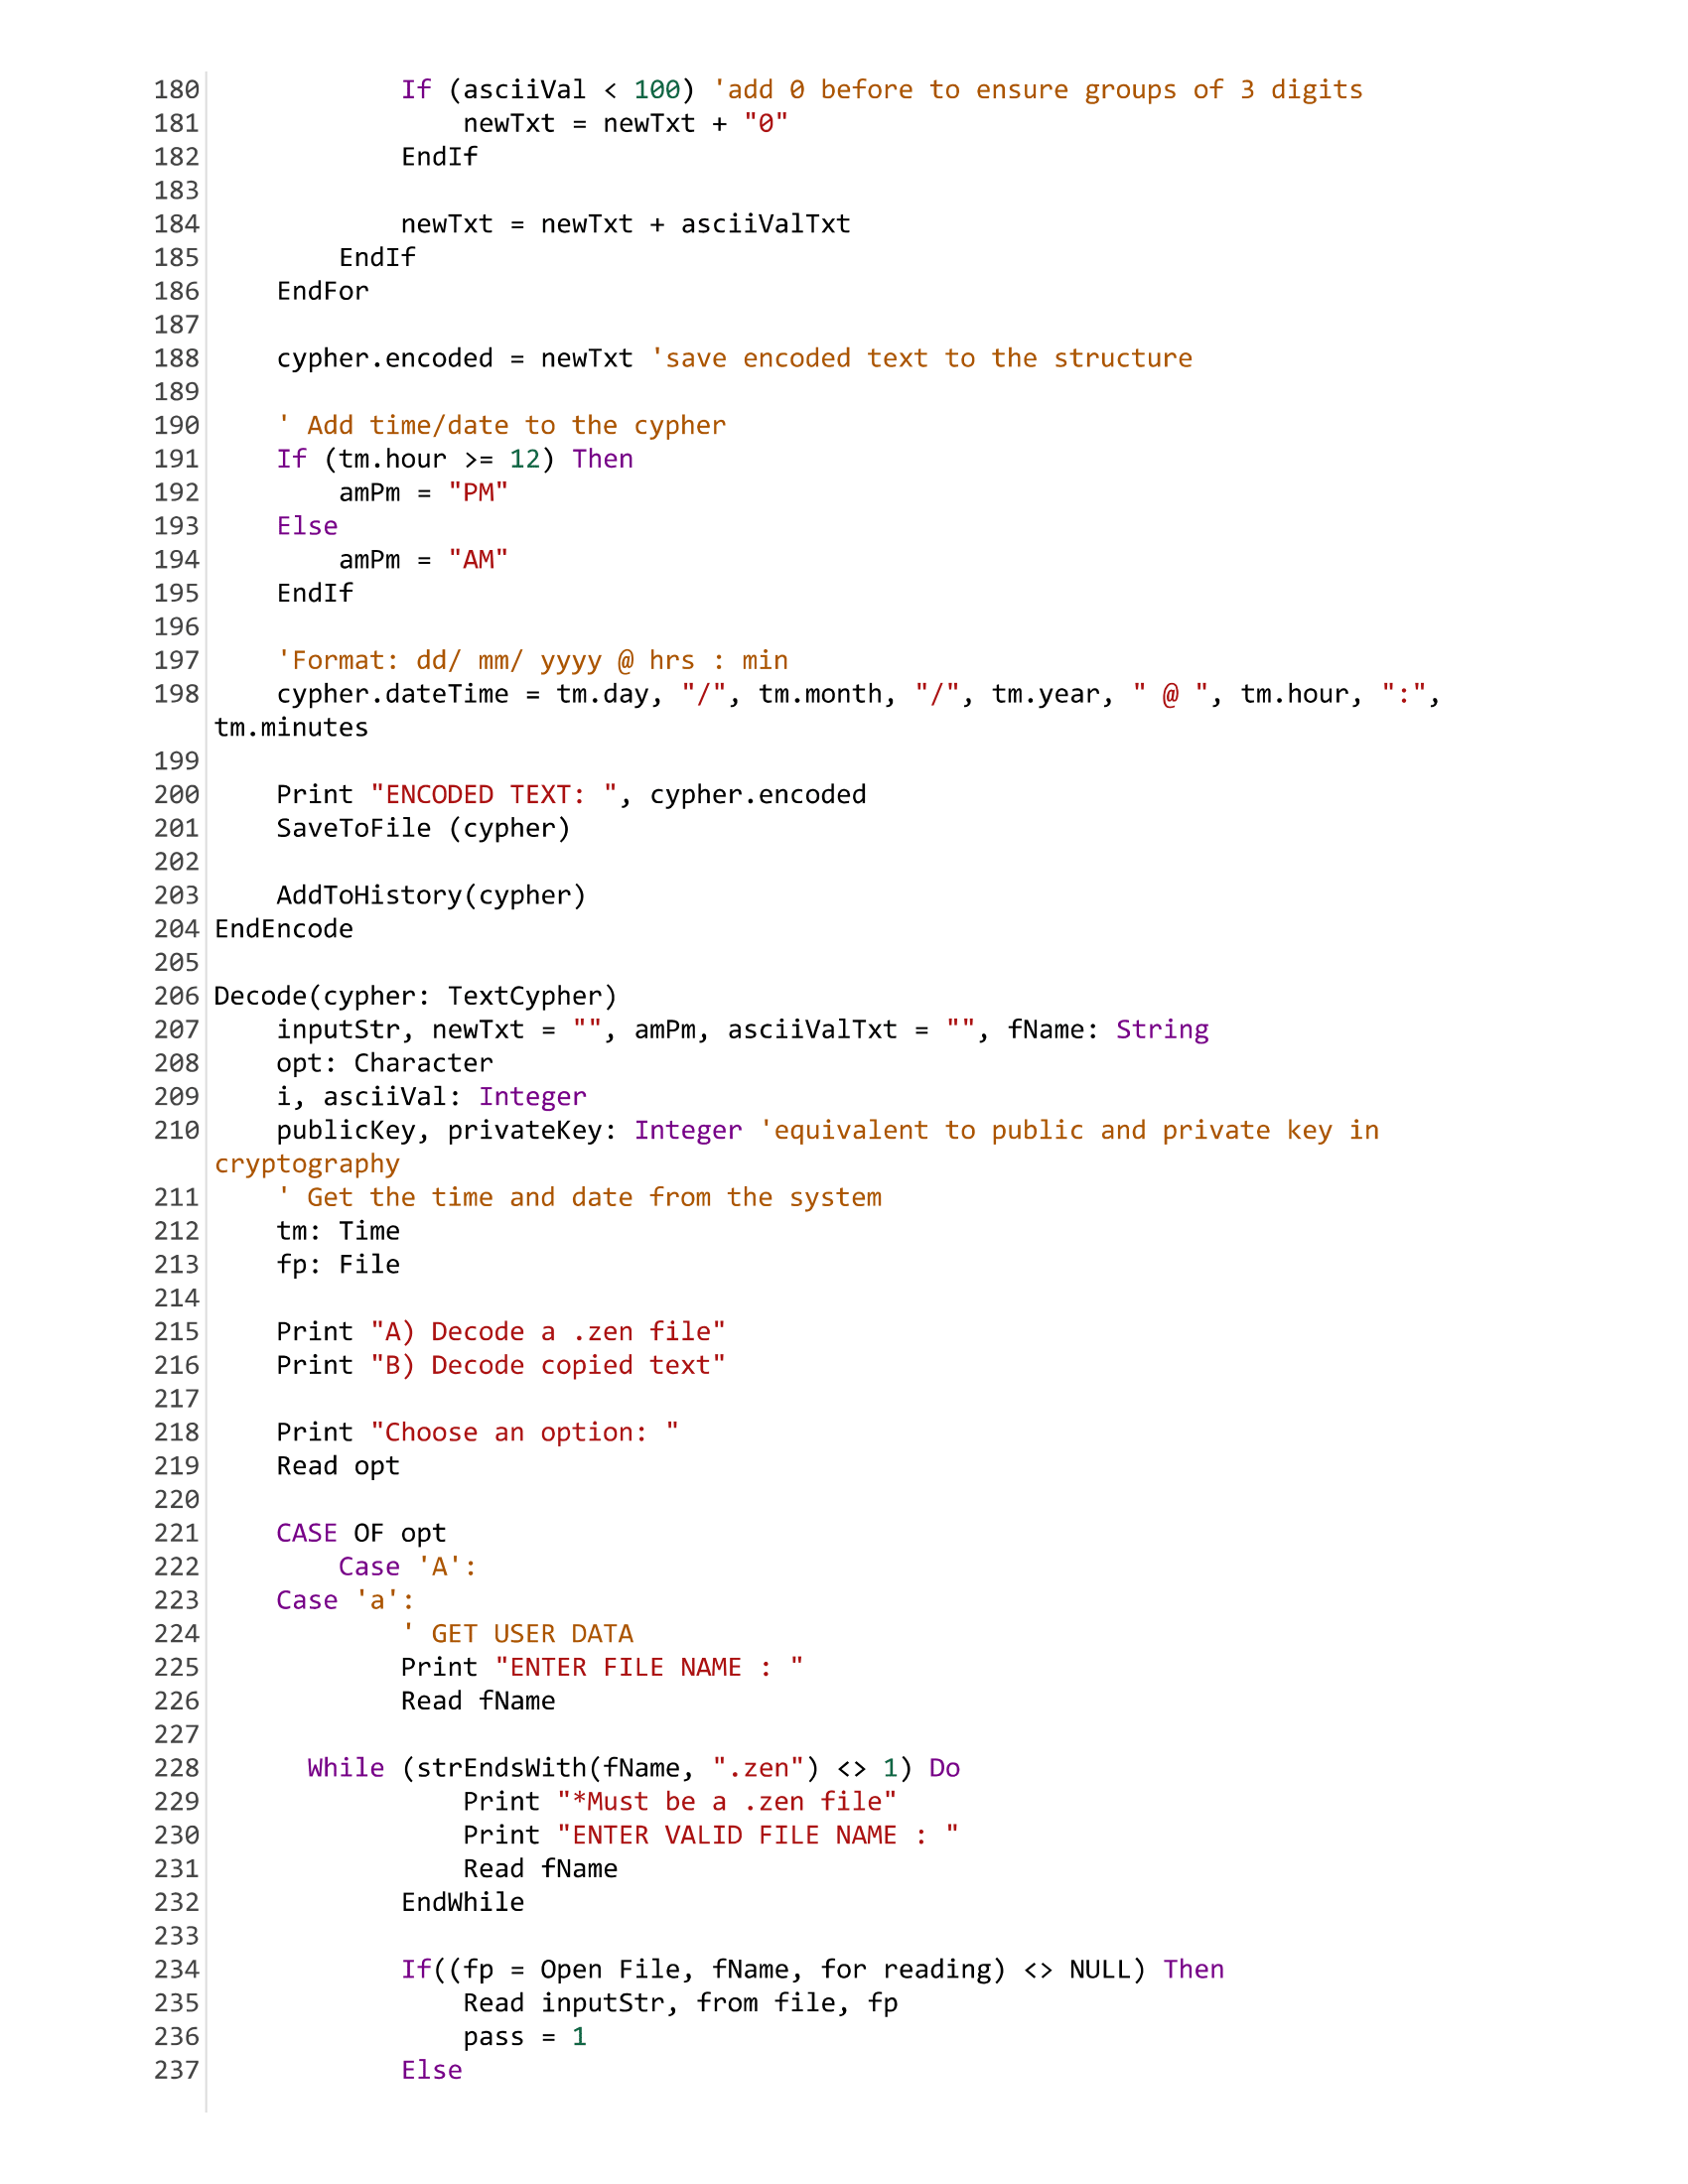 180             If (asciiVal < 100) 'add 0 before to ensure groups of 3 digits
181                 newTxt = newTxt + "0"
182             EndIf
183
184             newTxt = newTxt + asciiValTxt
185         EndIf
186     EndFor
187
188     cypher.encoded = newTxt 'save encoded text to the structure
189
190     ' Add time/date to the cypher
191     If (tm.hour >= 12) Then
192         amPm = "PM"
193     Else
194         amPm = "AM"
195     EndIf
196
197     'Format: dd/ mm/ yyyy @ hrs : min
198     cypher.dateTime = tm.day, "/", tm.month, "/", tm.year, " @ ", tm.hour, ":",
tm.minutes
199
200     Print "ENCODED TEXT: ", cypher.encoded
201     SaveToFile (cypher)
202
203     AddToHistory(cypher)
204 EndEncode
205
206 Decode(cypher: TextCypher)
207     inputStr, newTxt = "", amPm, asciiValTxt = "", fName: String
208     opt: Character
209     i, asciiVal: Integer
210     publicKey, privateKey: Integer 'equivalent to public and private key in
cryptography
211     ' Get the time and date from the system
212     tm: Time
213     fp: File
214
215     Print "A) Decode a .zen file"
216     Print "B) Decode copied text"
217
218     Print "Choose an option: "
219     Read opt
220
221     CASE OF opt
222         Case 'A':
223     Case 'a':
224             ' GET USER DATA
225             Print "ENTER FILE NAME : "
226             Read fName
227
228       While (strEndsWith(fName, ".zen") <> 1) Do
229                 Print "*Must be a .zen file"
230                 Print "ENTER VALID FILE NAME : "
231                 Read fName
232             EndWhile
233
234             If((fp = Open File, fName, for reading) <> NULL) Then
235                 Read inputStr, from file, fp
236                 pass = 1
237             Else